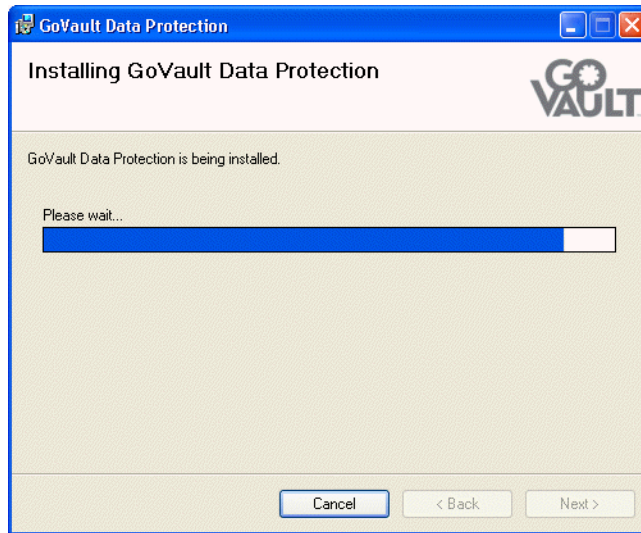 GoVault Data Protection
Installing GoVault Data Protection
GO
VAULT
GoVault Data Protection is being installed.
Please wait...
Cancel
< Back
Next >